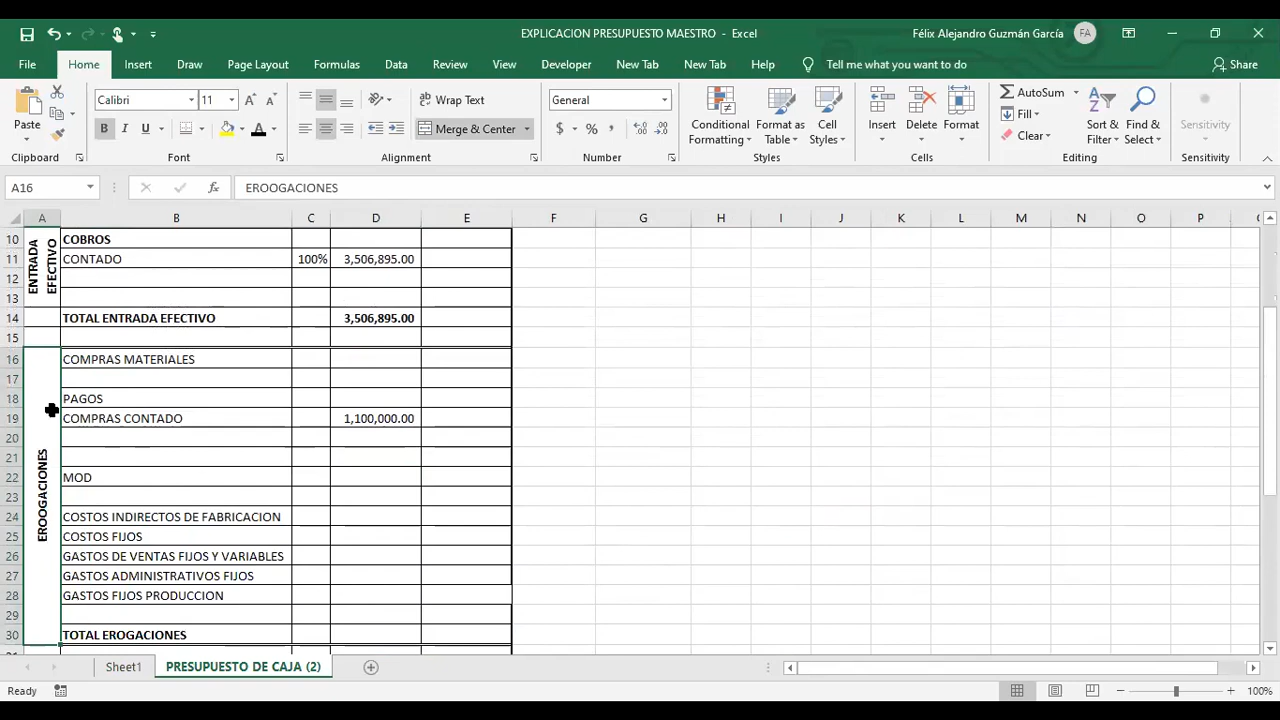 EXPLICACION PRESUPUESTO MAESTRO - Excel
Félix Alejandro Guzmán García
FA
File
Home
Insert
Draw
Page Layout
Formulas
Data
Review
View
Developer
New Tab
New Tab
Help
Tell me what you want to do
Share
Paste
Calibri
11
Wrap Text
Merge & Center
General
Conditional Formatting
Format as Table
Cell Styles
Insert
Delete
Format
AutoSum
Fill
Clear
Sort & Filter
Find & Select
Sensitivity
Clipboard
Font
Alignment
Number
Styles
Cells
Editing
Sensitivity
A16
fx
EROOGACIONES
A B C D E F G H I J K L M N O P
ENTRADA EFECTIVO
10 COBROS
11 CONTADO 100% 3,506,895.00
12
13
14 TOTAL ENTRADA EFECTIVO 3,506,895.00
15
EROOGACIONES
16 COMPRAS MATERIALES
17
18 PAGOS
19 COMPRAS CONTADO 1,100,000.00
20
21
22 MOD
23
24 COSTOS INDIRECTOS DE FABRICACION
25 COSTOS FIJOS
26 GASTOS DE VENTAS FIJOS Y VARIABLES
27 GASTOS ADMINISTRATIVOS FIJOS
28 GASTOS FIJOS PRODUCCION
29
30 TOTAL EROGACIONES
Sheet1
PRESUPUESTO DE CAJA (2)
Ready
100%